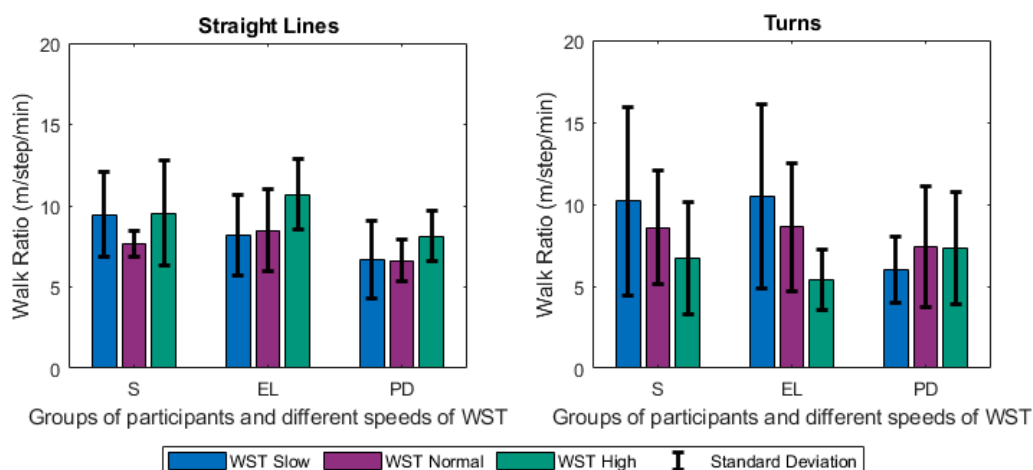 Straight Lines
20
15
10
5
0
Walk Ratio (m/step/min)
S EL PD
Groups of participants and different speeds of WST
Turns
20
15
10
5
0
Walk Ratio (m/step/min)
S EL PD
Groups of participants and different speeds of WST
WST Slow WST Normal WST High Standard Deviation